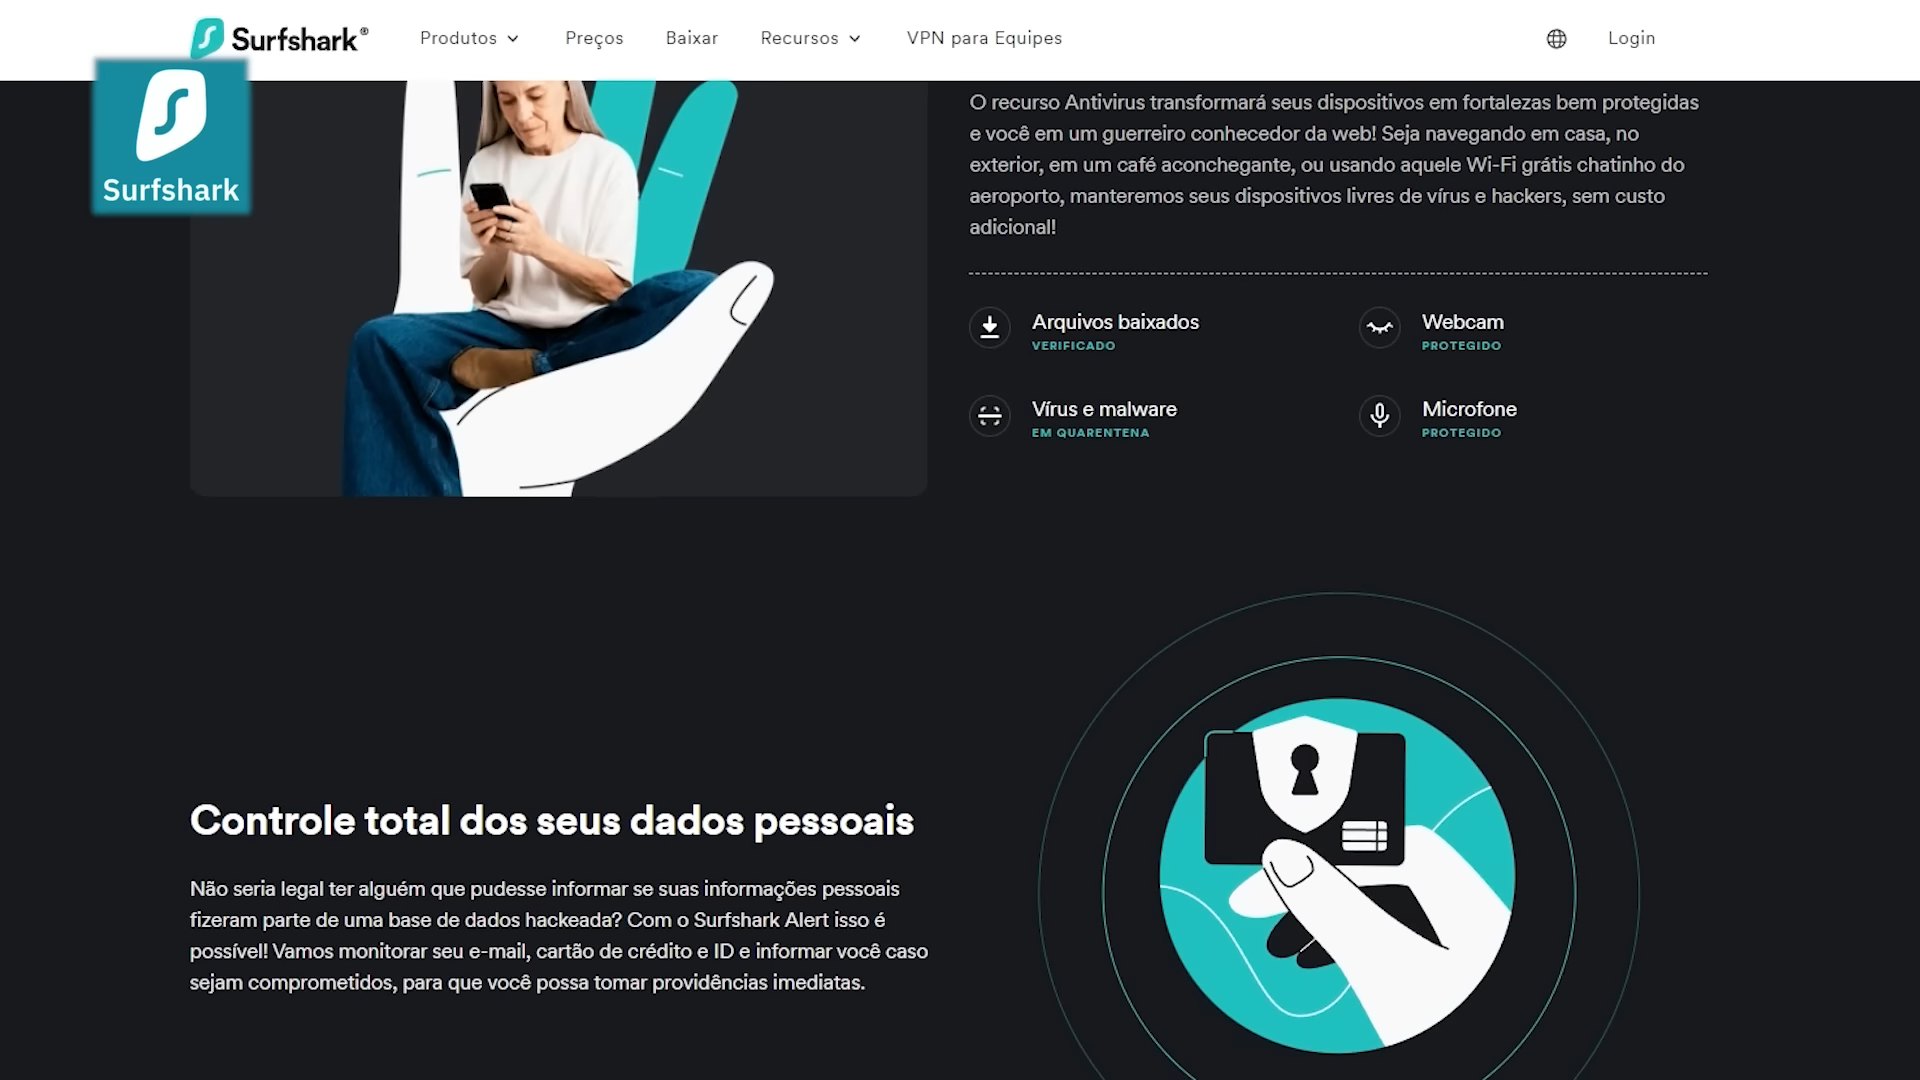 Surfshark®
Produtos
Preços
Baixar
Recursos
VPN para Equipes
Login
Surfshark
O recurso Antivirus transformará seus dispositivos em fortalezas bem protegidas
e você em um guerreiro conhecedor da web! Seja navegando em casa, no
exterior, em um café aconchegante, ou usando aquele Wi-Fi grátis chatinho do
aeroporto, manteremos seus dispositivos livres de vírus e hackers, sem custo
adicional!
Arquivos baixados
VERIFICADO
Webcam
PROTEGIDO
Vírus e malware
EM QUARENTENA
Microfone
PROTEGIDO
Controle total dos seus dados pessoais
Não seria legal ter alguém que pudesse informar se suas informações pessoais
fizeram parte de uma base de dados hackeada? Com o Surfshark Alert isso é
possível! Vamos monitorar seu e-mail, cartão de crédito e ID e informar você caso
sejam comprometidos, para que você possa tomar providências imediatas.